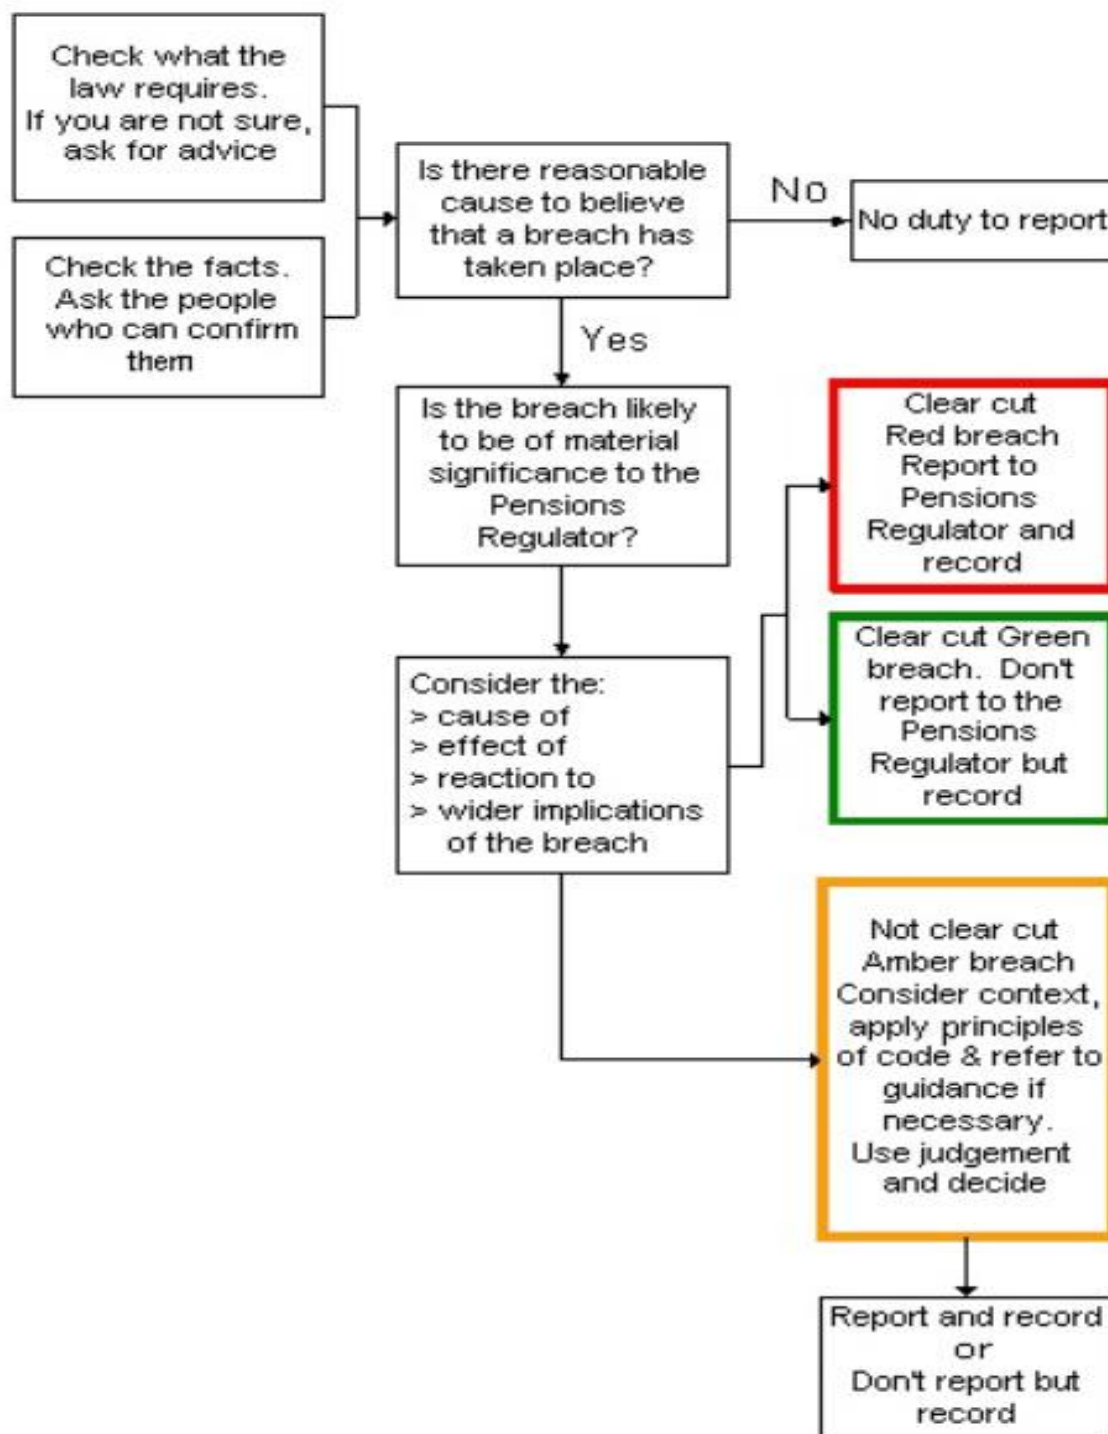 Check what the
law requires.
If you are not sure,
ask for advice
Check the facts.
Ask the people
who can confirm
them
Is there reasonable
cause to believe
that a breach has
taken place?
No
No duty to report
Yes
Is the breach likely
to be of material
significance to the
Pensions
Regulator?
Clear cut
Red breach
Report to
Pensions
Regulator and
record
Clear cut Green
breach. Don't
report to the
Pensions
Regulator but
record
Consider the:
> cause of
> effect of
> reaction to
> wider implications
of the breach
Not clear cut
Amber breach
Consider context,
apply principles
of code & refer to
guidance if
necessary.
Use judgement
and decide
Report and record
or
Don't report but
record